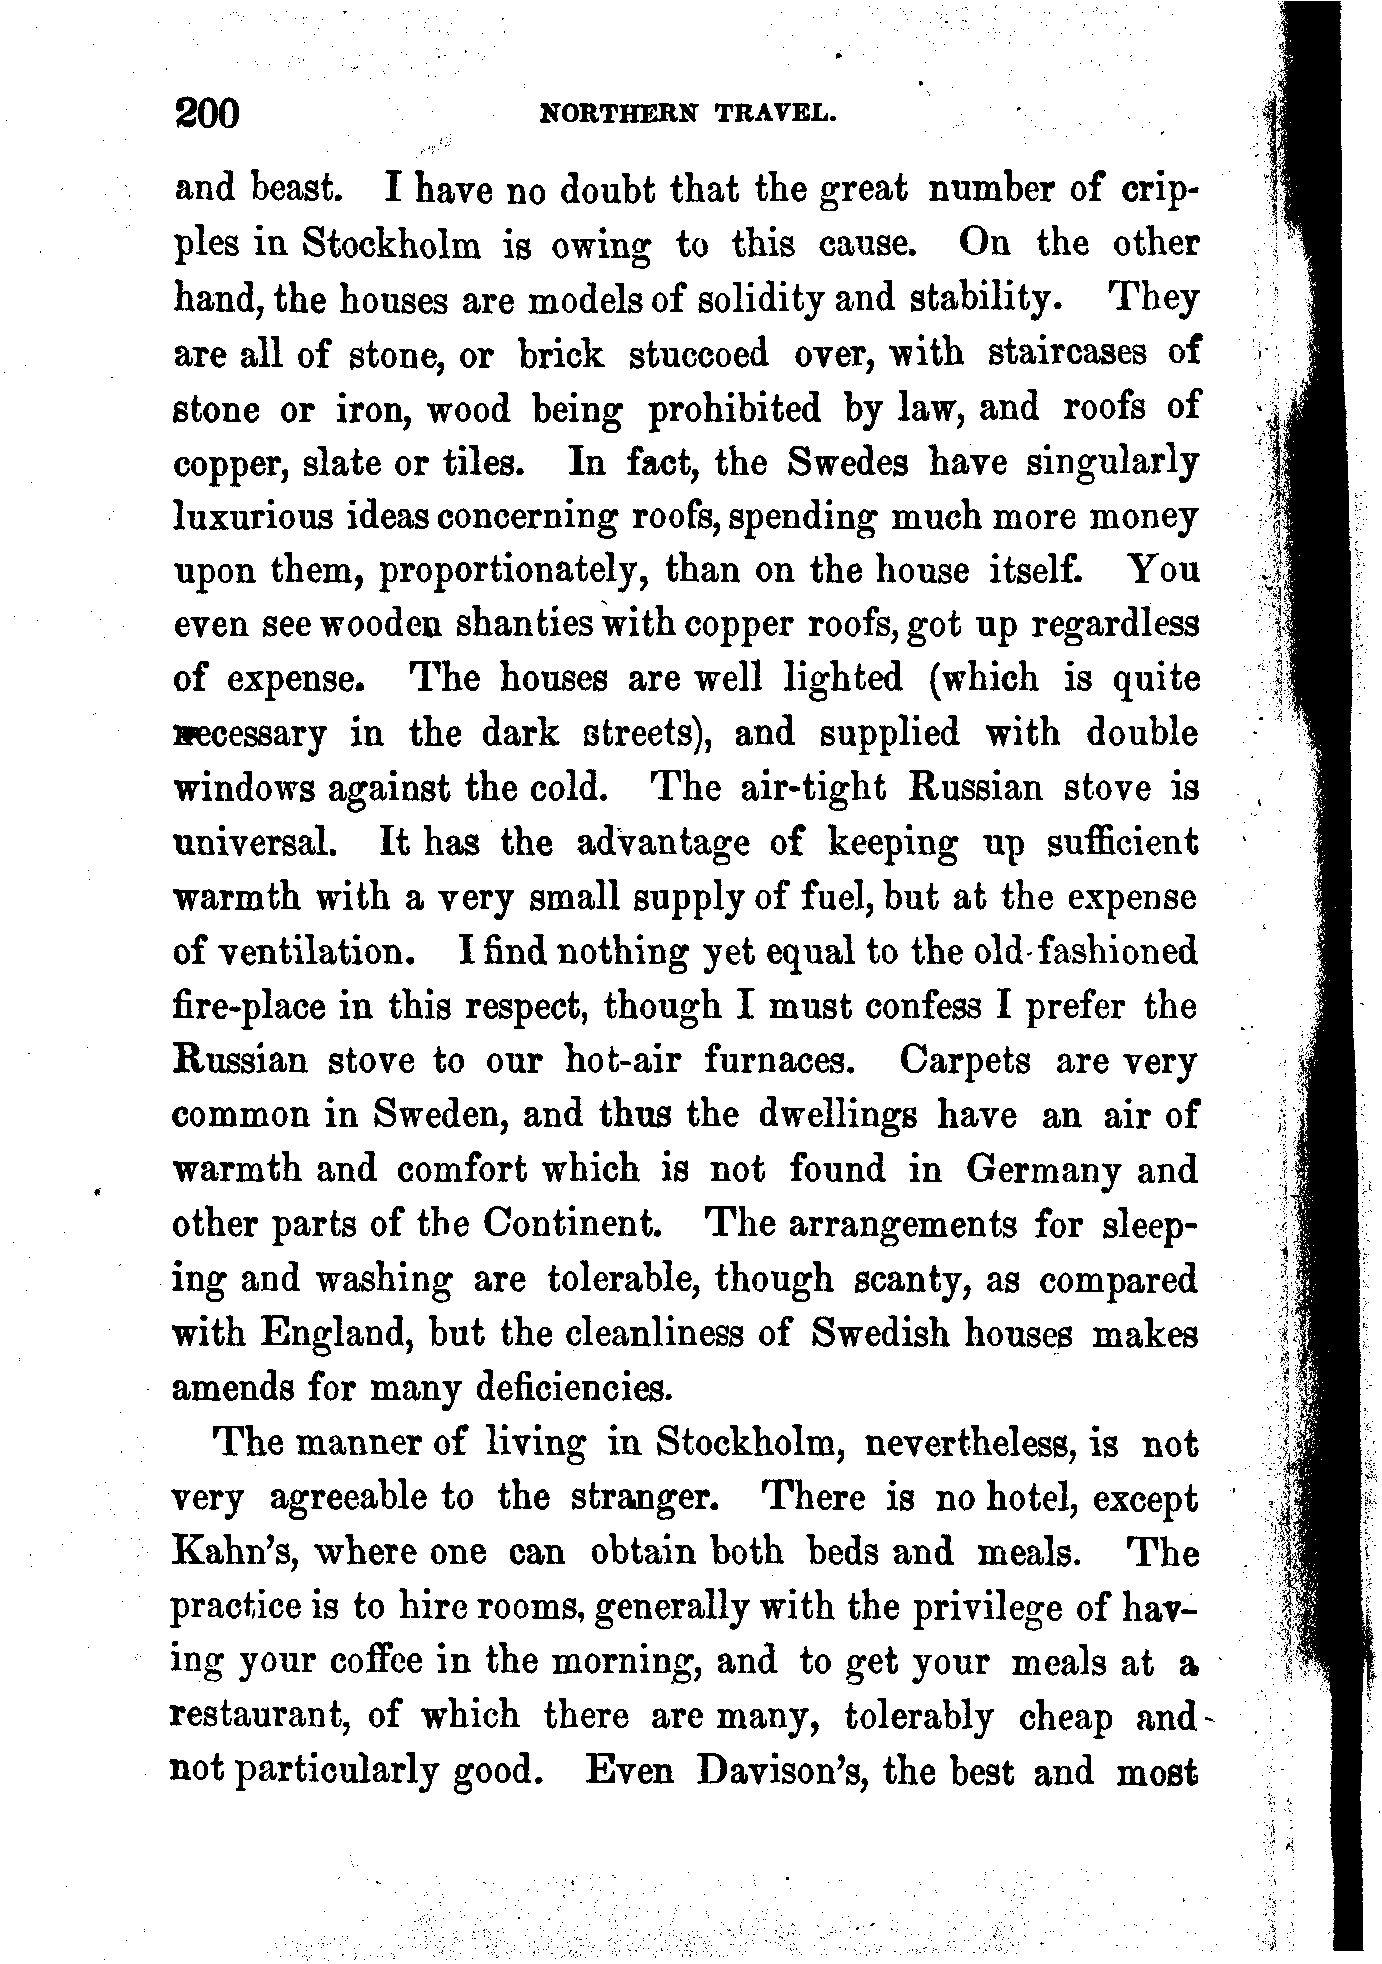 200 NORTHERN TRAVEL.
and beast. I have no doubt that the great number of crip-
ples in Stockholm is owing to this cause. On the other
hand, the houses are models of solidity and stability. They
are all of stone, or brick stuccoed over, with staircases of
stone or iron, wood being prohibited by law, and roofs of
copper, slate or tiles. In fact, the Swedes have singularly
luxurious ideas concerning roofs, spending much more money
upon them, proportionately, than on the house itself. You
even see wooden shanties with copper roofs, got up regardless
of expense. The houses are well lighted (which is quite
necessary in the dark streets), and supplied with double
windows against the cold. The air-tight Russian stove is
universal. It has the advantage of keeping up sufficient
warmth with a very small supply of fuel, but at the expense
of ventilation. I find nothing yet equal to the old-fashioned
fire-place in this respect, though I must confess I prefer the
Russian stove to our hot-air furnaces. Carpets are very
common in Sweden, and thus the dwellings have an air of
warmth and comfort which is not found in Germany and
other parts of the Continent. The arrangements for sleep-
ing and washing are tolerable, though scanty, as compared
with England, but the cleanliness of Swedish houses makes
amends for many deficiencies.
The manner of living in Stockholm, nevertheless, is not
very agreeable to the stranger. There is no hotel, except
Kahn's, where one can obtain both beds and meals. The
practice is to hire rooms, generally with the privilege of hav-
ing your coffee in the morning, and to get your meals at a
restaurant, of which there are many, tolerably cheap and
not particularly good. Even Davison's, the best and most